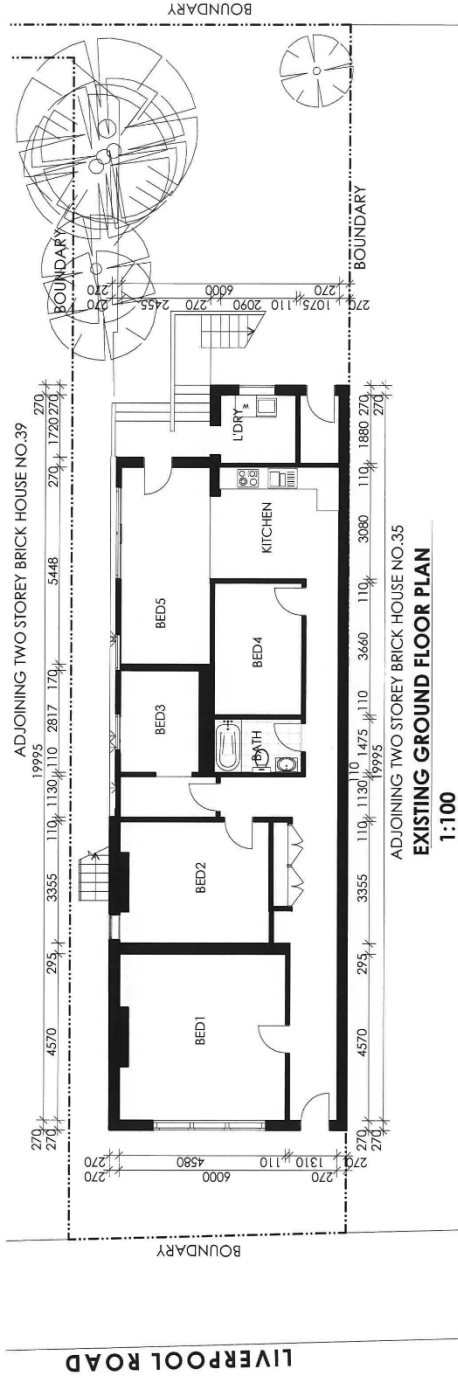 BOUNDARY
BOUNDARY
BOUNDARY
BOUNDARY
ADJOINING TWO STOREY BRICK HOUSE NO.39
19995
270 270
270 4570 295 3355 110 1130 110 2817 170 5448 270 1720 270
BED1
BED2
BED3
BED4
BED5
BATH
KITCHEN
L'DRY
W
270 4580 110 1310 270
270 6000 270
270 2455 270 2090 110 1075 270
270 6000 270
270 4570 295 3355 110 1130 110 1475 110 3660 110 3080 110 1880 270
270 19995 270
ADJOINING TWO STOREY BRICK HOUSE NO.35
EXISTING GROUND FLOOR PLAN
1:100
LIVERPOOL ROAD